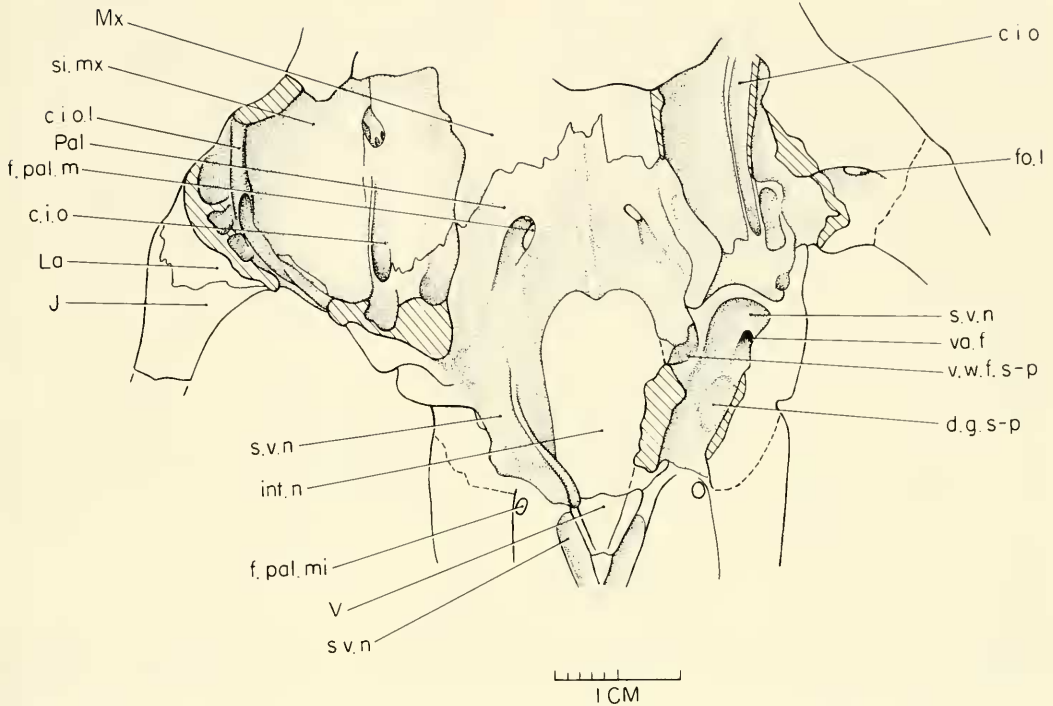 Mx
si. mx
c i o. l
Pal
f. pal. m
c.i.o
La
J
s.v.n
int. n
f. pal. mi
V
s v. n
c i o
fo. l
s.v.n
va. f
v. w. f. s-p
d. g. s-p
1 CM